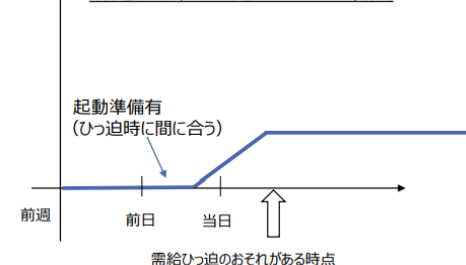 起動準備有
(ひっ迫時に間に合う)
前週
前日
当日
需給ひっ迫のおそれがある時点